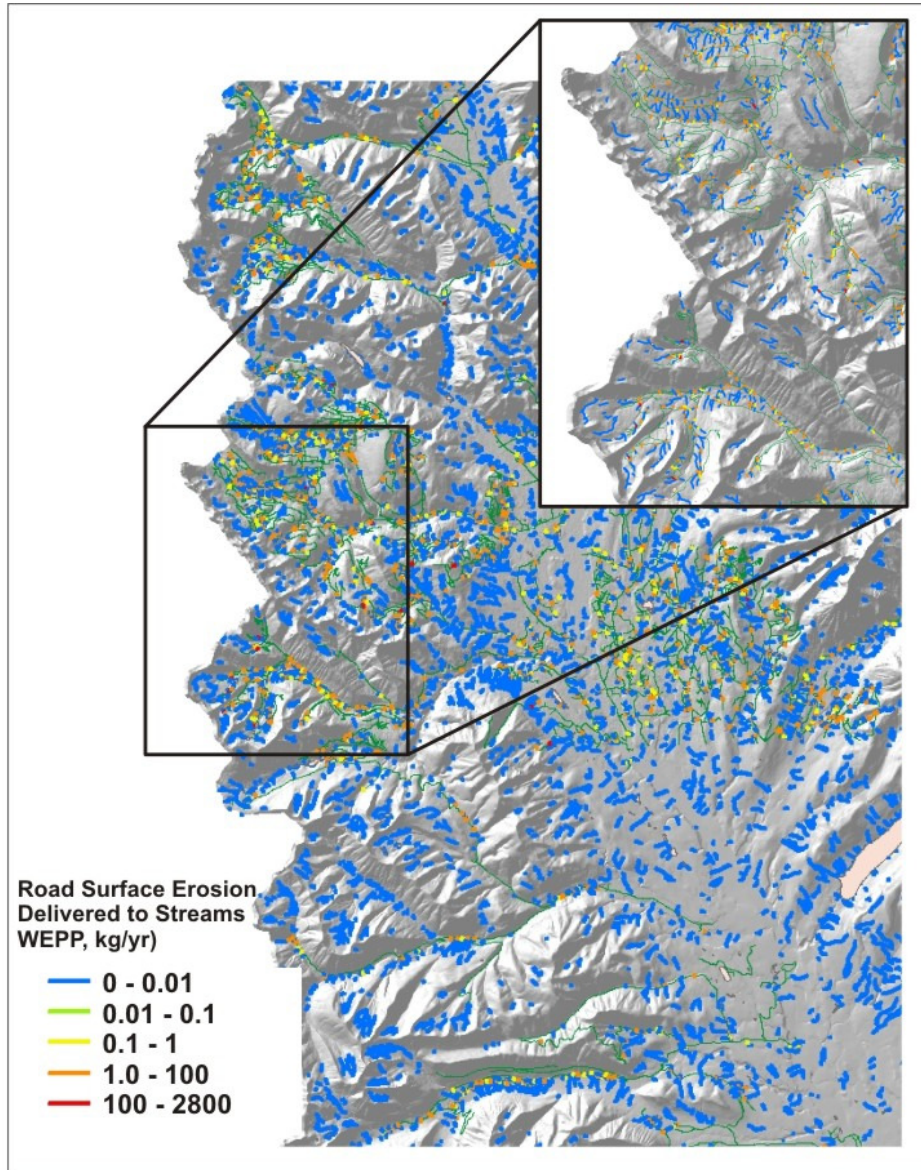 Road Surface Erosion
Delivered to Streams
WEPP, kg/yr)
0 - 0.01
0.01 - 0.1
0.1 - 1
1.0 - 100
100 - 2800